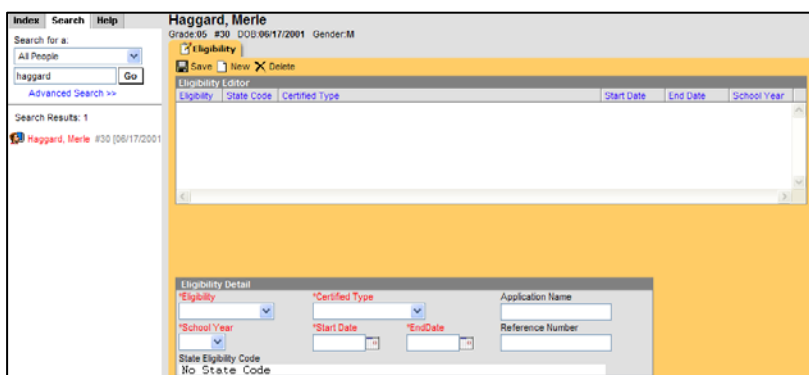 Index Search Help
Search for a:
All People
haggard Go
Advanced Search >>
Search Results: 1
Haggard, Merle #30 [06/17/2001
Haggard, Merle
Grade:05 #30 DOB:06/17/2001 Gender:M
Eligibility
Save New Delete
Eligibility Editor
Eligibility State Code Certified Type Start Date End Date School Year
Eligibility Detail
*Eligibility *Certified Type Application Name
*School Year *Start Date *EndDate Reference Number
State Eligibility Code
No State Code